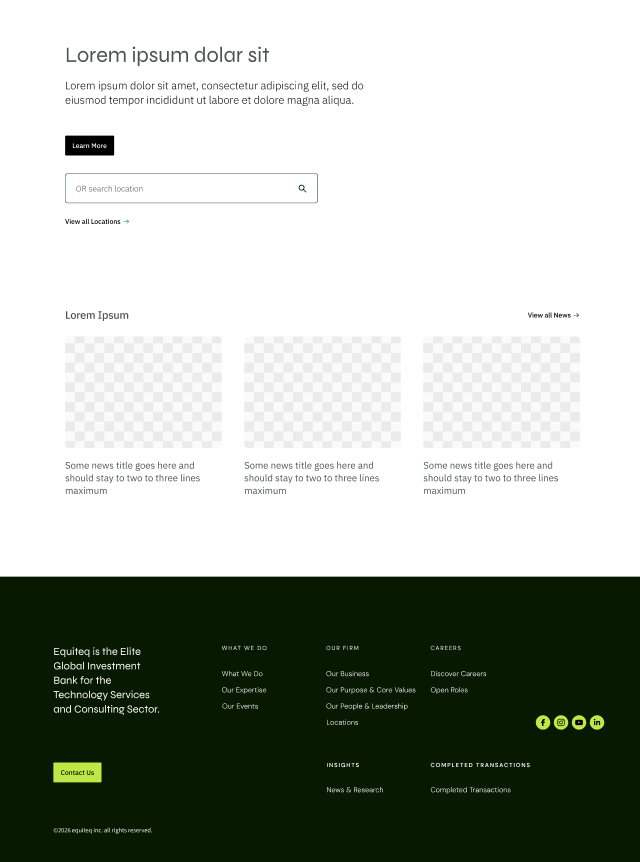 Lorem ipsum dolar sit
Lorem ipsum dolor sit amet, consectetur adipiscing elit, sed do
eiusmod tempor incididunt ut labore et dolore magna aliqua.
Learn More
OR search location
View all Locations →
Lorem Ipsum
View all News →
Some news title goes here and
should stay to two to three lines
maximum
Some news title goes here and
should stay to two to three lines
maximum
Some news title goes here and
should stay to two to three lines
maximum
Equiteq is the Elite
Global Investment
Bank for the
Technology Services
and Consulting Sector.
Contact Us
WHAT WE DO
What We Do
Our Expertise
Our Events
OUR FIRM
Our Business
Our Purpose & Core Values
Our People & Leadership
Locations
CAREERS
Discover Careers
Open Roles
INSIGHTS
News & Research
COMPLETED TRANSACTIONS
Completed Transactions
©2026 equiteq inc. all rights reserved.